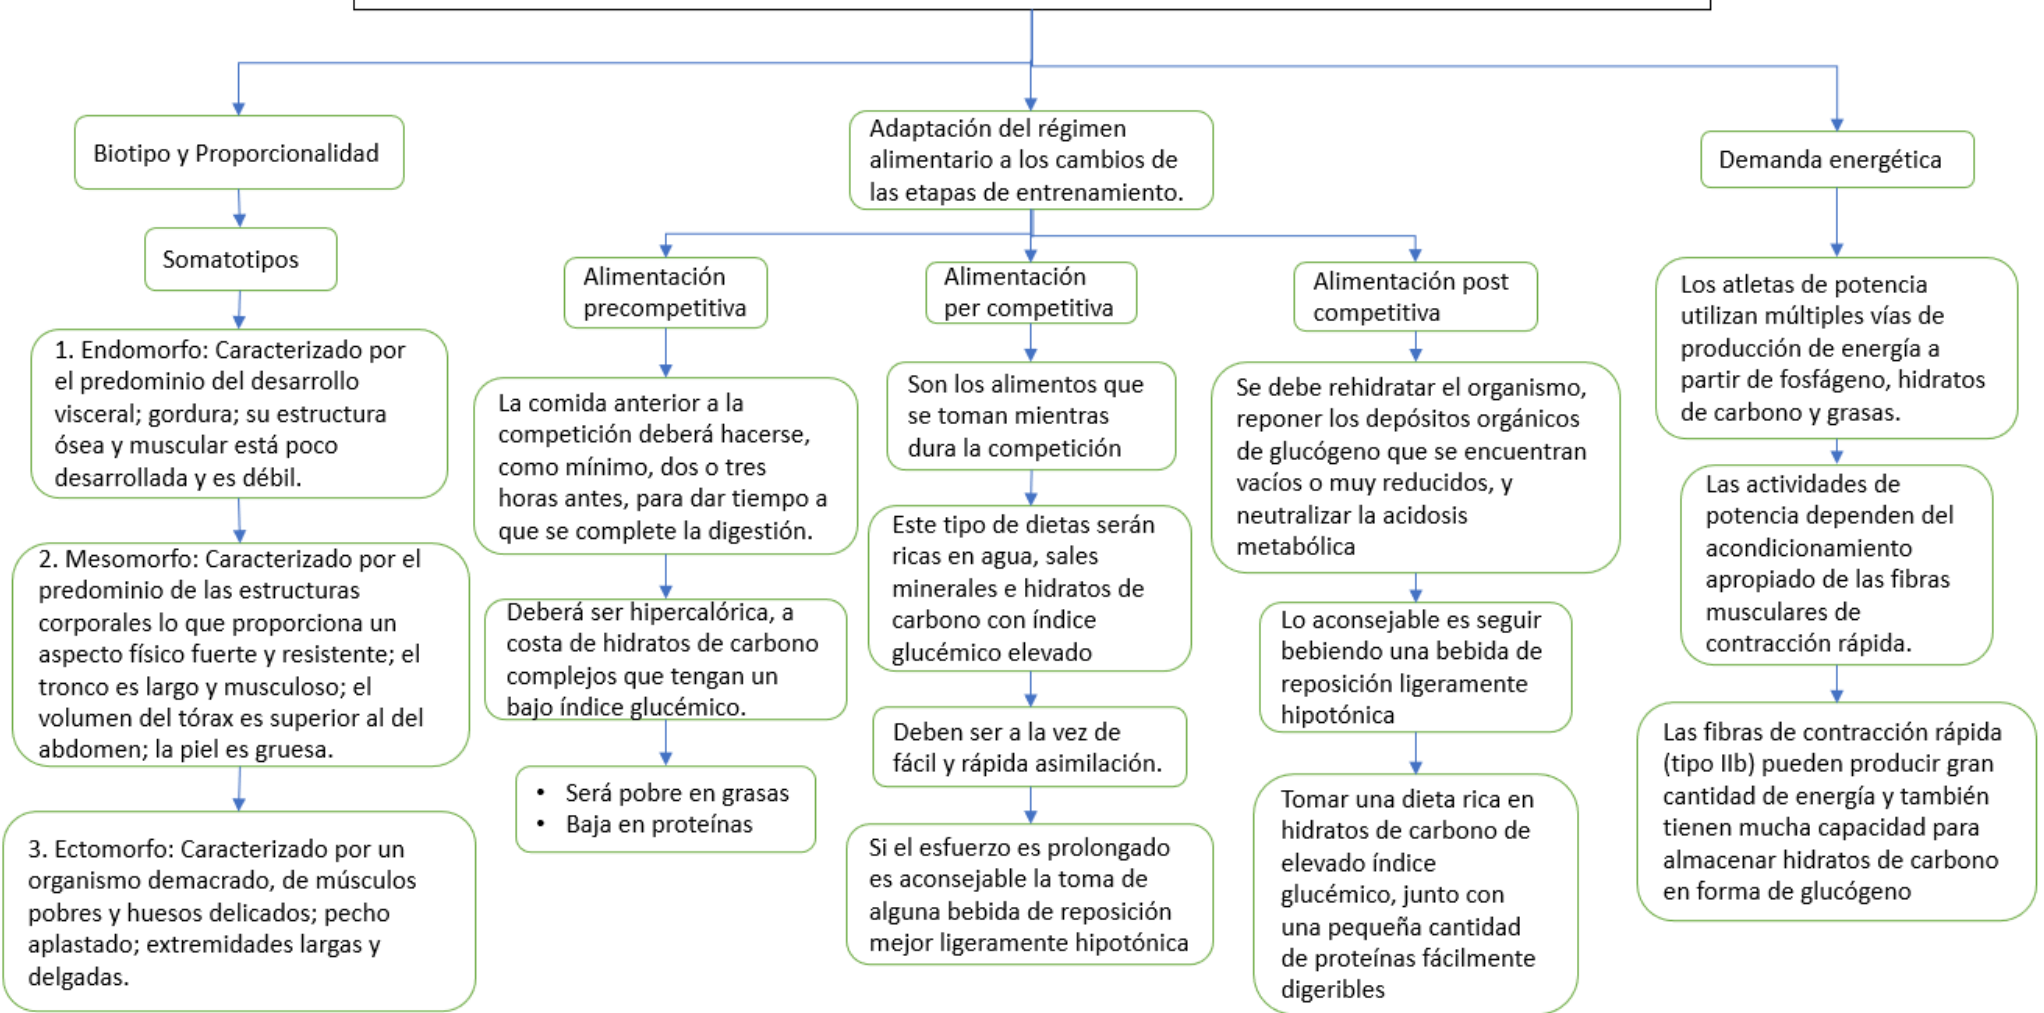 Biotipo y Proporcionalidad
Somatotipos
1. Endomorfo: Caracterizado por
el predominio del desarrollo
visceral; gordura; su estructura
ósea y muscular está poco
desarrollada y es débil.
2. Mesomorfo: Caracterizado por el
predominio de las estructuras
corporales lo que proporciona un
aspecto físico fuerte y resistente; el
tronco es largo y musculoso; el
volumen del tórax es superior al del
abdomen; la piel es gruesa.
3. Ectomorfo: Caracterizado por un
organismo demacrado, de músculos
pobres y huesos delicados; pecho
aplastado; extremidades largas y
delgadas.
Adaptación del régimen
alimentario a los cambios de
las etapas de entrenamiento.
Alimentación
precompetitiva
La comida anterior a la
competición deberá hacerse,
como mínimo, dos o tres
horas antes, para dar tiempo a
que se complete la digestión.
Deberá ser hipercalórica, a
costa de hidratos de carbono
complejos que tengan un
bajo índice glucémico.
• Será pobre en grasas
• Baja en proteínas
Alimentación
per competitiva
Son los alimentos que
se toman mientras
dura la competición
Este tipo de dietas serán
ricas en agua, sales
minerales e hidratos de
carbono con índice
glucémico elevado
Deben ser a la vez de
fácil y rápida asimilación.
Si el esfuerzo es prolongado
es aconsejable la toma de
alguna bebida de reposición
mejor ligeramente hipotónica
Alimentación post
competitiva
Se debe rehidratar el organismo,
reponer los depósitos orgánicos
de glucógeno que se encuentran
vacíos o muy reducidos, y
neutralizar la acidosis
metabólica
Lo aconsejable es seguir
bebiendo una bebida de
reposición ligeramente
hipotónica
Tomar una dieta rica en
hidratos de carbono de
elevado índice
glucémico, junto con
una pequeña cantidad
de proteínas fácilmente
digeribles
Demanda energética
Los atletas de potencia
utilizan múltiples vías de
producción de energía a
partir de fosfágeno, hidratos
de carbono y grasas.
Las actividades de
potencia dependen del
acondicionamiento
apropiado de las fibras
musculares de
contracción rápida.
Las fibras de contracción rápida
(tipo IIb) pueden producir gran
cantidad de energía y también
tienen mucha capacidad para
almacenar hidratos de carbono
en forma de glucógeno